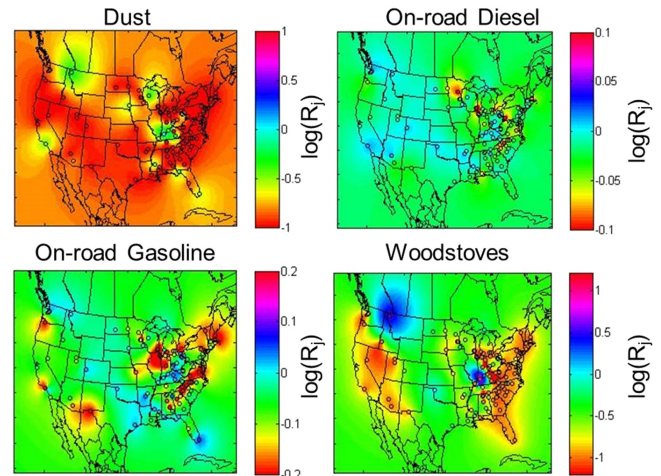 Dust
1
0.5
0
-0.5
-1
log(Rj)
On-road Diesel
0.1
0.05
0
-0.05
-0.1
log(Rj)
On-road Gasoline
0.2
0.1
0
-0.1
-0.2
log(Rj)
Woodstoves
1
0.5
0
-0.5
-1
log(Rj)